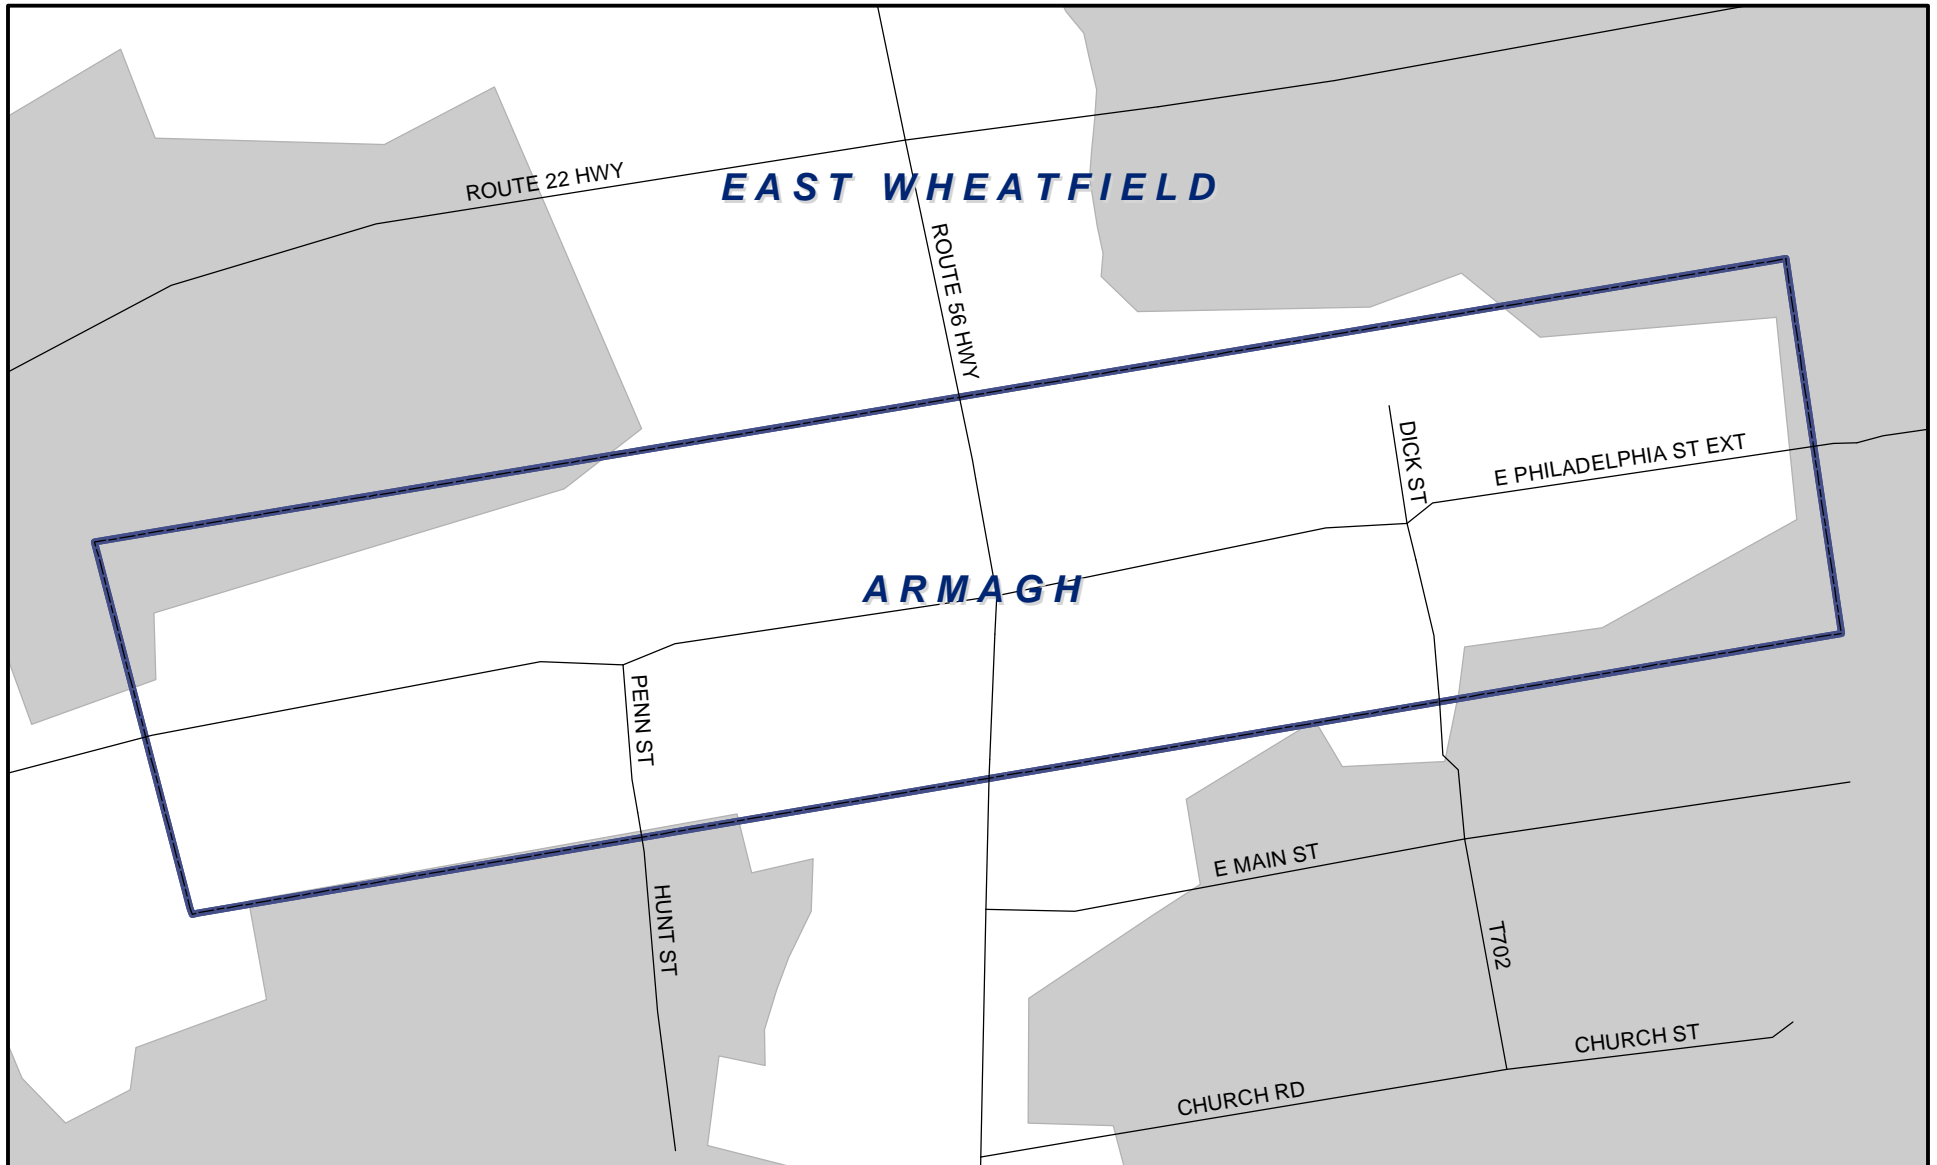 ROUTE 22 HWY
EAST WHEATFIELD
ROUTE 56 HWY
DICK ST
E PHILADELPHIA ST EXT
ARMAGH
PENN ST
E MAIN ST
HUNT ST
T702
CHURCH ST
CHURCH RD